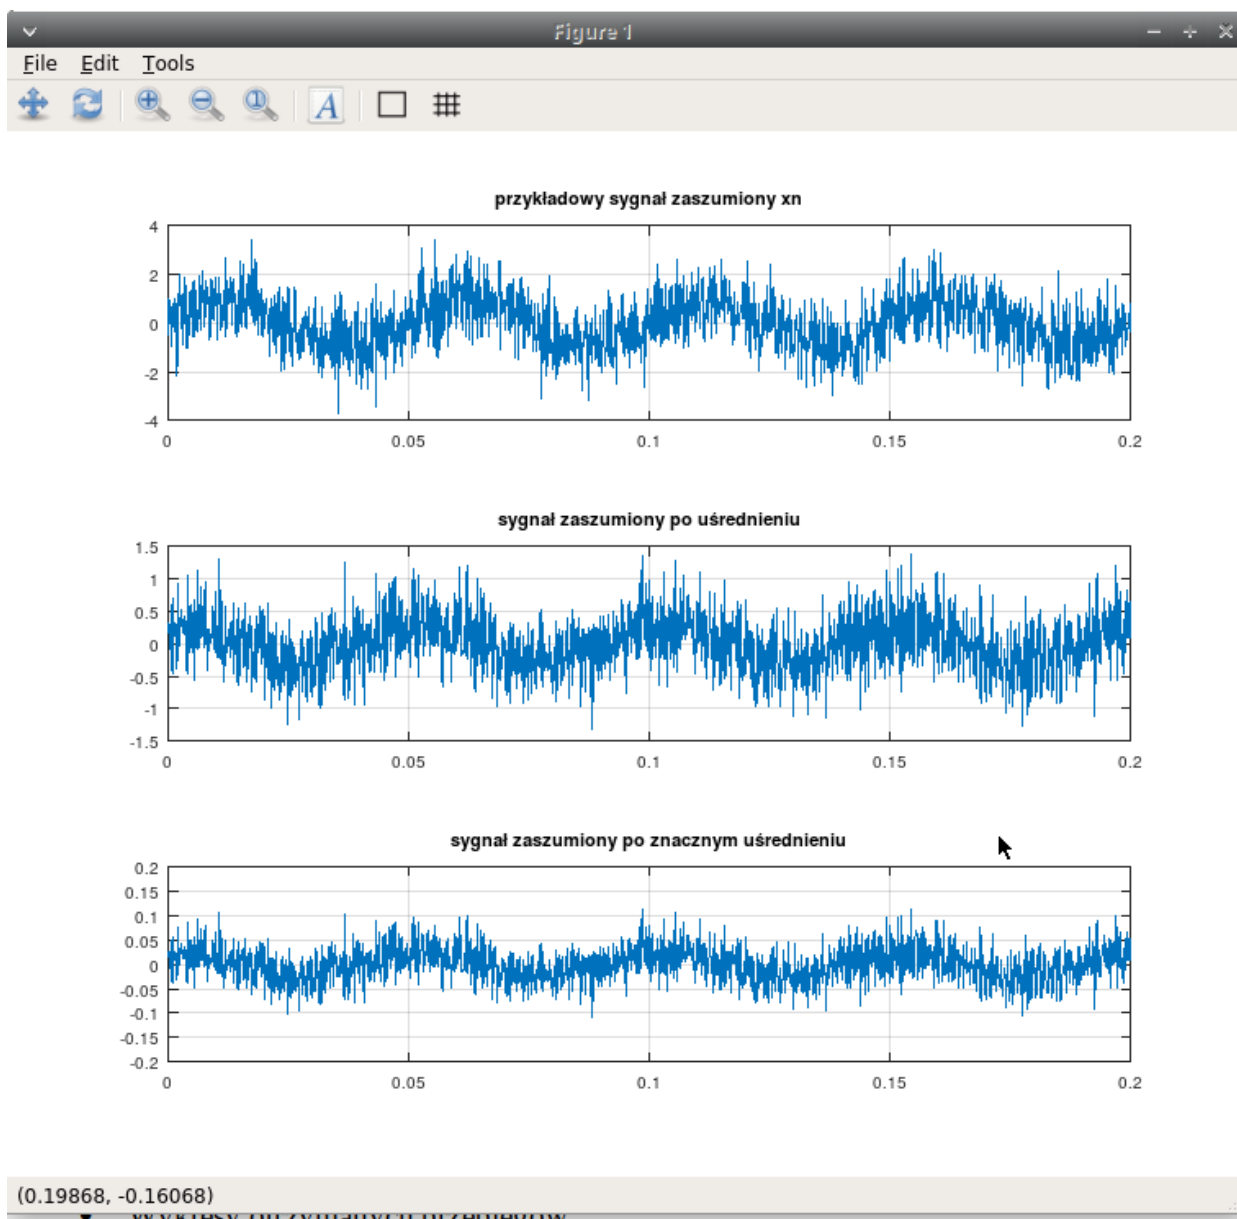 Figure 1
File Edit Tools
A
przykładowy sygnał zaszumiony xn
4
2
0
-2
-4
0 0.05 0.1 0.15 0.2
sygnał zaszumiony po uśrednieniu
1.5
1
0.5
0
-0.5
-1
-1.5
0 0.05 0.1 0.15 0.2
sygnał zaszumiony po znacznym uśrednieniu
0.2
0.15
0.1
0.05
0
-0.05
-0.1
-0.15
-0.2
0 0.05 0.1 0.15 0.2
(0.19868, -0.16068)